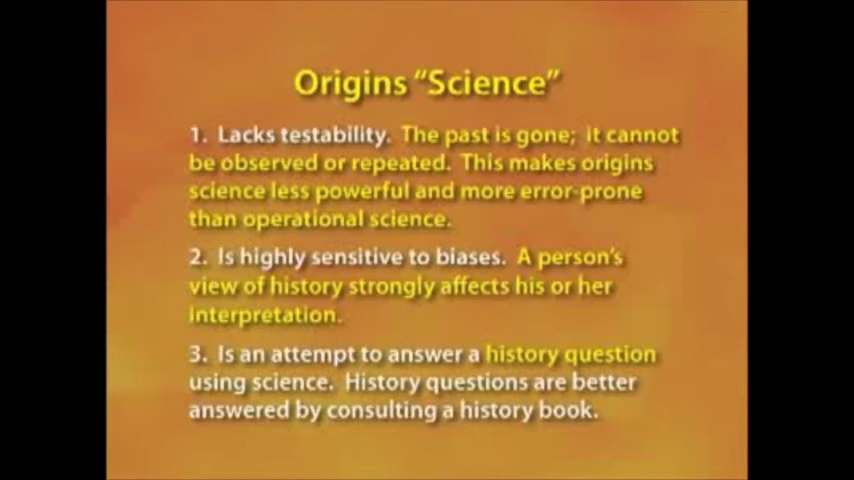 Origins “Science”
1. Lacks testability. The past is gone; it cannot
be observed or repeated. This makes origins
science less powerful and more error-prone
than operational science.
2. Is highly sensitive to biases. A person’s
view of history strongly affects his or her
interpretation.
3. Is an attempt to answer a history question
using science. History questions are better
answered by consulting a history book.